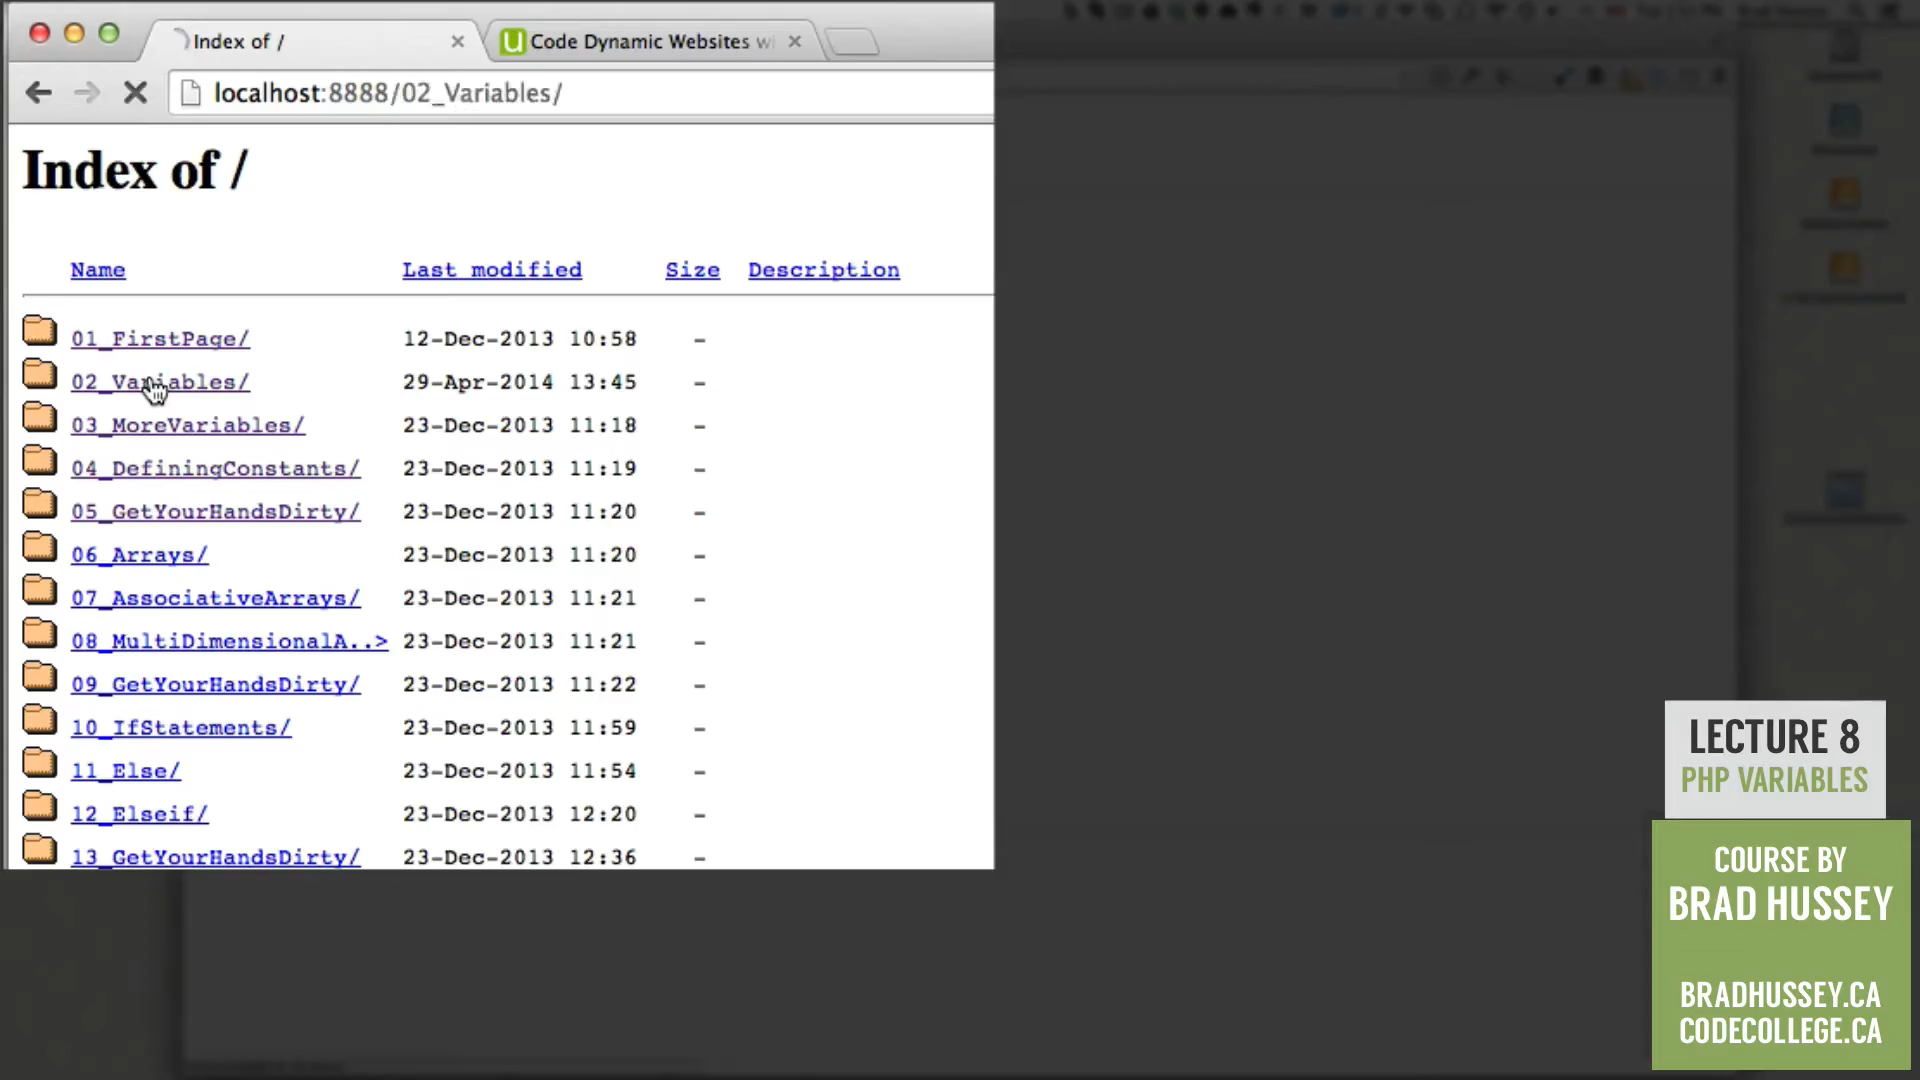 Index of /
Code Dynamic Websites wi
localhost:8888/02_Variables/
Index of /
Name Last modified Size Description
01_FirstPage/ 12-Dec-2013 10:58 -
02_Variables/ 29-Apr-2014 13:45 -
03_MoreVariables/ 23-Dec-2013 11:18 -
04_DefiningConstants/ 23-Dec-2013 11:19 -
05_GetYourHandsDirty/ 23-Dec-2013 11:20 -
06_Arrays/ 23-Dec-2013 11:20 -
07_AssociativeArrays/ 23-Dec-2013 11:21 -
08_MultiDimensionalA..> 23-Dec-2013 11:21 -
09_GetYourHandsDirty/ 23-Dec-2013 11:22 -
10_IfStatements/ 23-Dec-2013 11:59 -
11_Else/ 23-Dec-2013 11:54 -
12_Elseif/ 23-Dec-2013 12:20 -
13_GetYourHandsDirty/ 23-Dec-2013 12:36 -
LECTURE 8
PHP VARIABLES
COURSE BY
BRAD HUSSEY
BRADHUSSEY.CA
CODECOLLEGE.CA